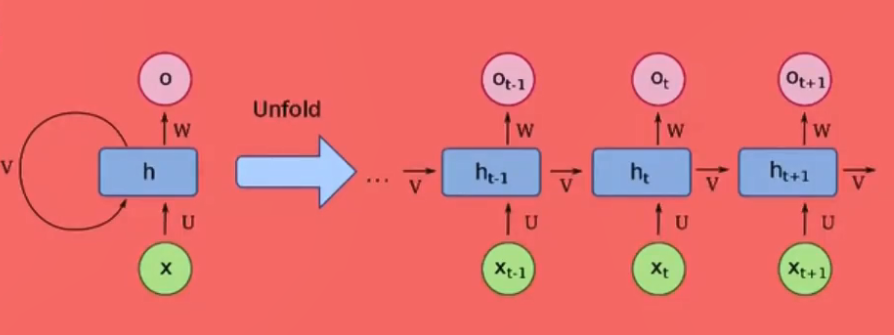 o
W
V
h
U
x
Unfold
...
V
o_{t-1}
W
h_{t-1}
U
x_{t-1}
V
o_t
W
h_t
U
x_t
V
o_{t+1}
W
h_{t+1}
U
x_{t+1}
V